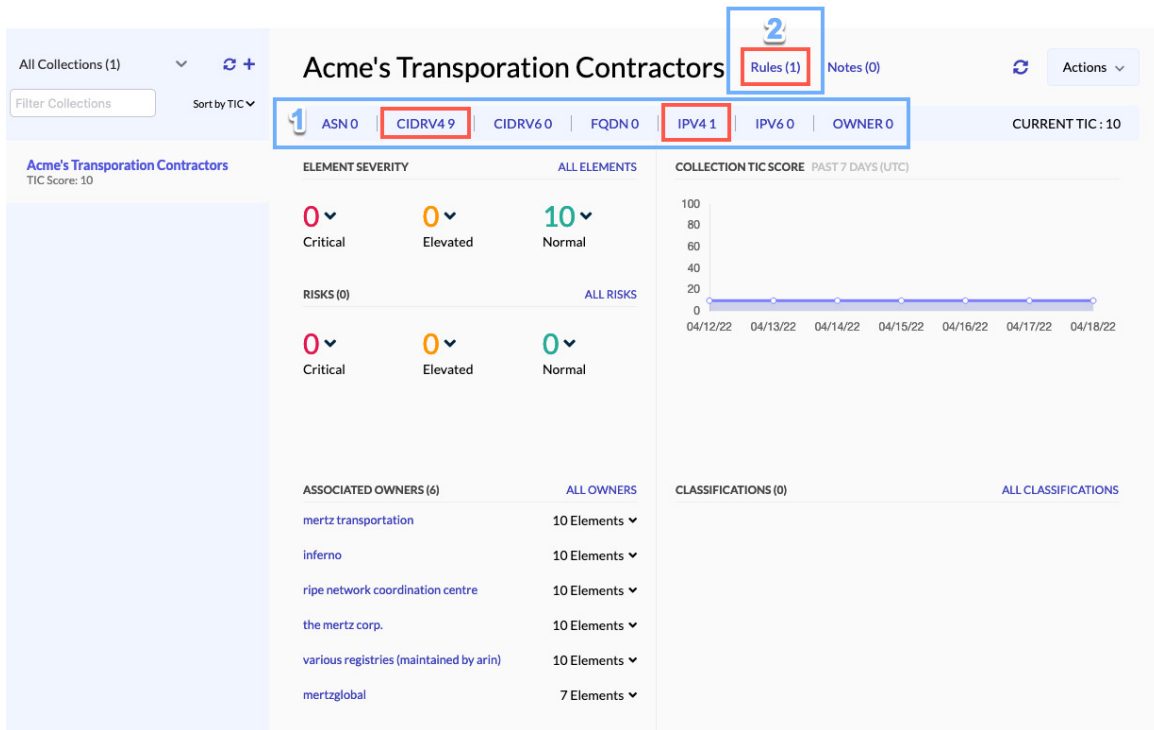 2
All Collections (1)
Acme's Transporation Contractors
Rules (1)
Notes (0)
Actions
Filter Collections
Sort by TIC
1
ASN 0 | CIDRV4 9 | CIDRV6 0 | FQDN 0 | IPV4 1 | IPV6 0 | OWNER 0
CURRENT TIC : 10
Acme's Transporation Contractors
TIC Score: 10
ELEMENT SEVERITY
ALL ELEMENTS
0 0 10
Critical Elevated Normal
RISKS (0)
ALL RISKS
0 0 0
Critical Elevated Normal
COLLECTION TIC SCORE PAST 7 DAYS (UTC)
100
80
60
40
20
0
04/12/22 04/13/22 04/14/22 04/15/22 04/16/22 04/17/22 04/18/22
ASSOCIATED OWNERS (6)
ALL OWNERS
mertz transportation 10 Elements
inferno 10 Elements
ripe network coordination centre 10 Elements
the mertz corp. 10 Elements
various registries (maintained by arin) 10 Elements
mertzglobal 7 Elements
CLASSIFICATIONS (0)
ALL CLASSIFICATIONS